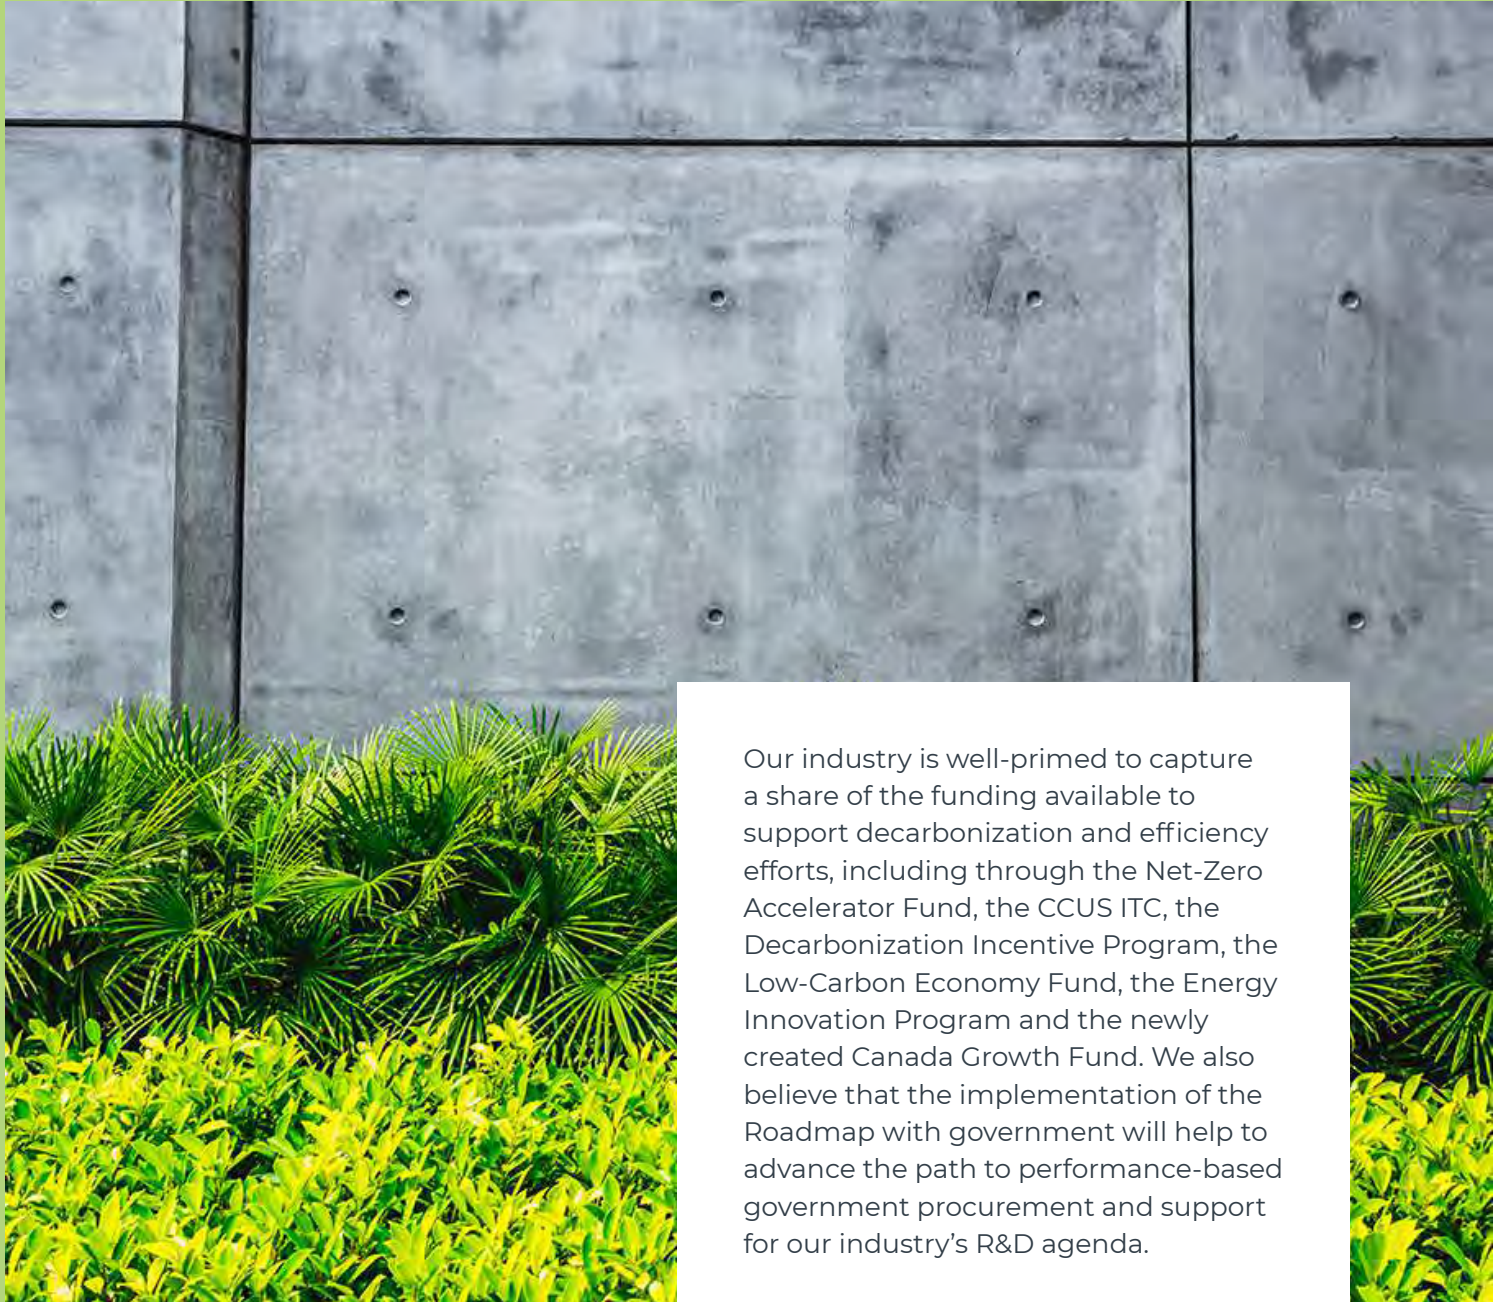 Our industry is well-primed to capture
a share of the funding available to
support decarbonization and efficiency
efforts, including through the Net-Zero
Accelerator Fund, the CCUS ITC, the
Decarbonization Incentive Program, the
Low-Carbon Economy Fund, the Energy
Innovation Program and the newly
created Canada Growth Fund. We also
believe that the implementation of the
Roadmap with government will help to
advance the path to performance-based
government procurement and support
for our industry’s R&D agenda.